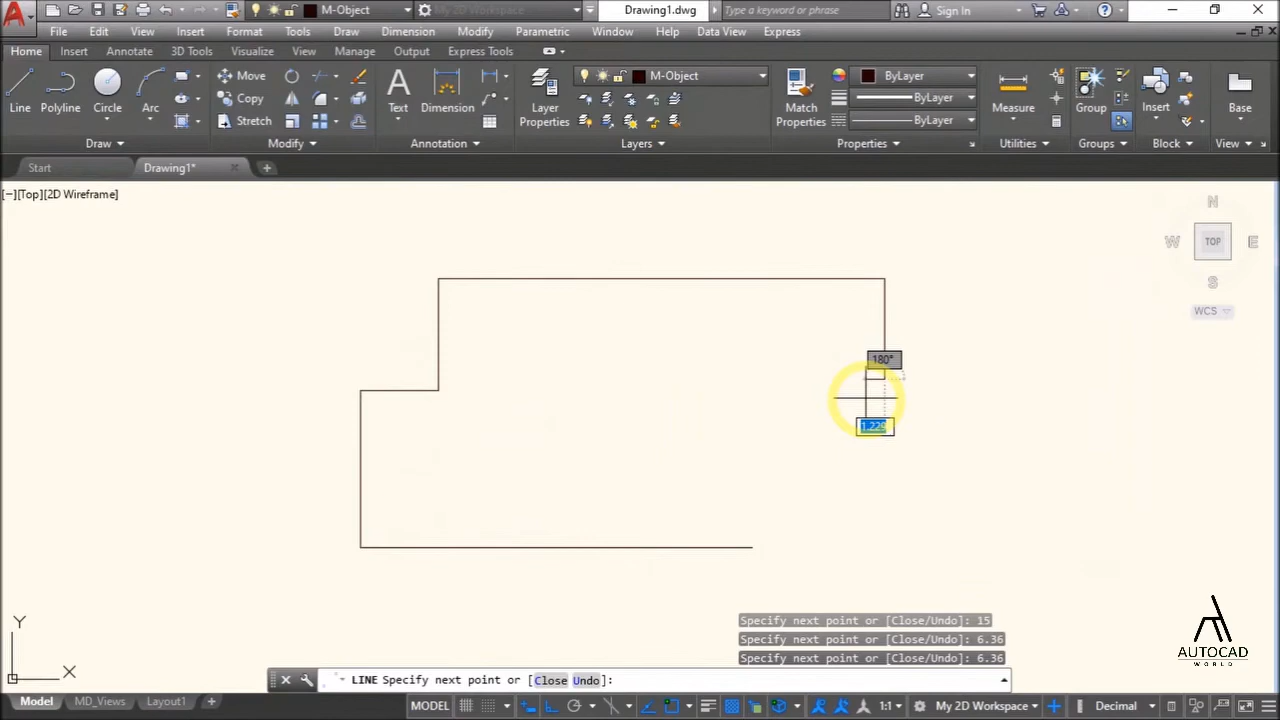 M-Object
My 2D Workspace
Drawing1.dwg
Type a keyword or phrase
Sign In
File Edit View Insert Format Tools Draw Dimension Modify Parametric Window Help Data View Express
Home Insert Annotate 3D Tools Visualize View Manage Output Express Tools
Line Polyline Circle Arc
Move
Copy
Stretch
Text Dimension
Layer Properties
M-Object
Match Properties
ByLayer
ByLayer
ByLayer
Measure
Group
Insert
Base
Draw Modify Annotation Layers Properties Utilities Groups Block View
Start Drawing1*
[−][Top][2D Wireframe]
N
W TOP E
S
WCS
180°
1.229
Specify next point or [Close/Undo]: 15
Specify next point or [Close/Undo]: 6.36
Specify next point or [Close/Undo]: 6.36
LINE Specify next point or [Close Undo]:
Y
X
AUTOCAD
WORLD
Model MD_Views Layout1 +
MODEL 1:1 My 2D Workspace Decimal